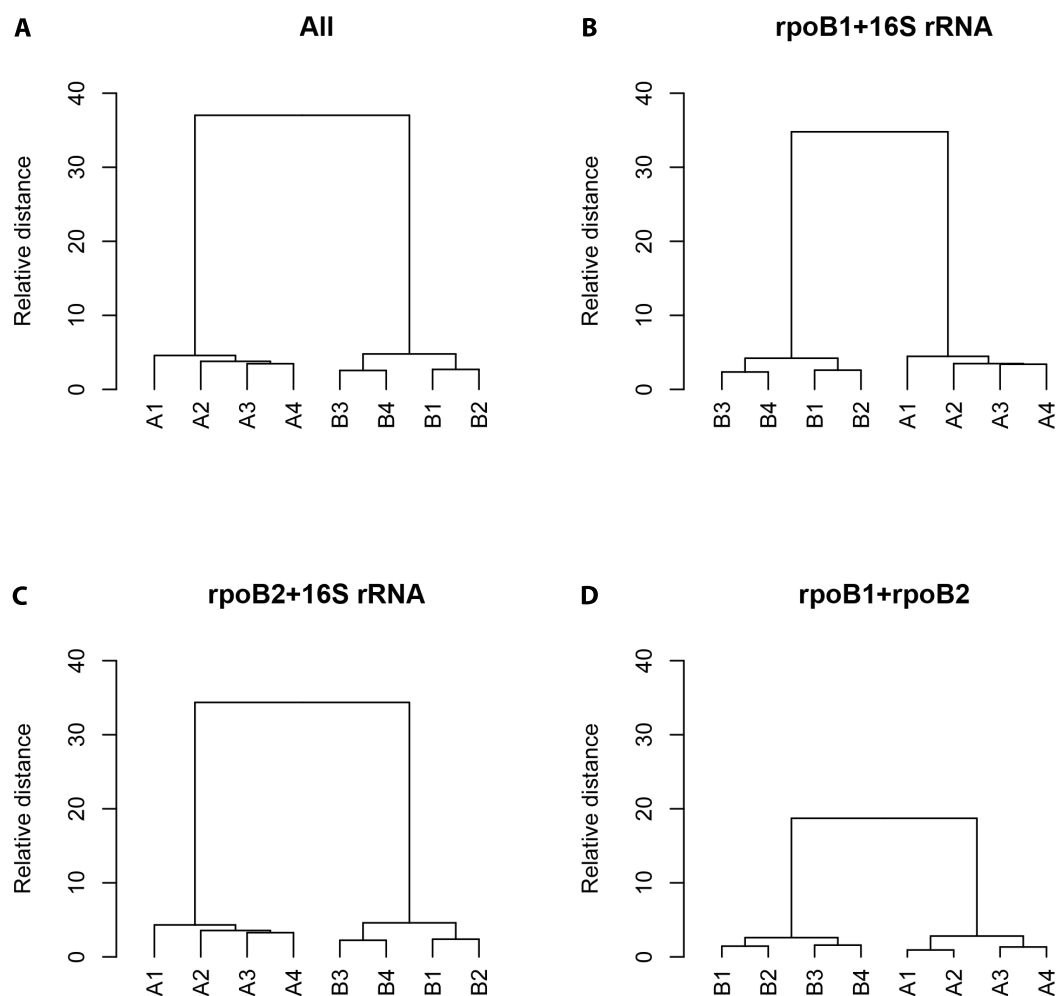 A All
Relative distance
40
30
20
10
0
A1 A2 A3 A4 B3 B4 B1 B2
B rpoB1+16S rRNA
Relative distance
40
30
20
10
0
B3 B4 B1 B2 A1 A2 A3 A4
C rpoB2+16S rRNA
Relative distance
40
30
20
10
0
A1 A2 A3 A4 B3 B4 B1 B2
D rpoB1+rpoB2
Relative distance
40
30
20
10
0
B1 B2 B3 B4 A1 A2 A3 A4